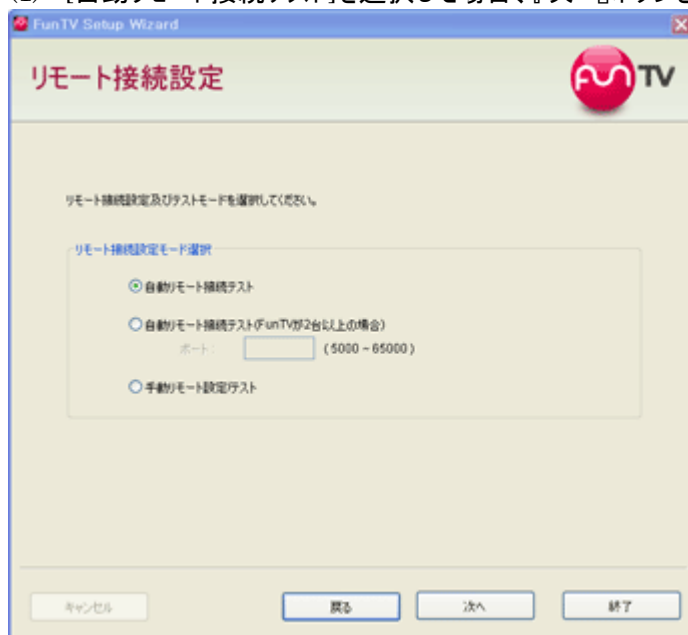 FunTV Setup Wizard
リモート接続設定
FUN TV
リモート接続設定及びテストモードを選択してください。
リモート接続設定モード選択
自動リモート接続テスト
自動リモート接続テスト(FunTVが2台以上の場合)
ポート: (5000 ~ 65000)
手動リモート設定/テスト
キャンセル 戻る 次へ 終了